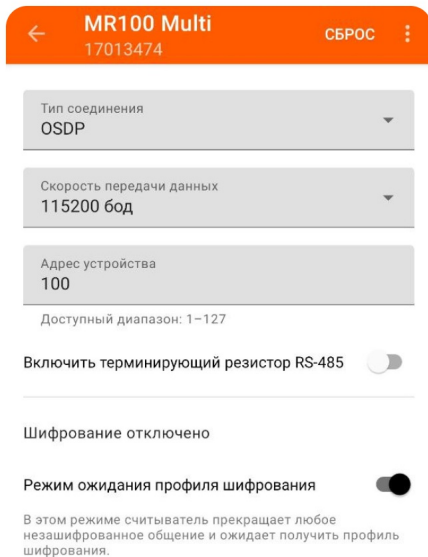 MR100 Multi
17013474
СБРОС
Тип соединения
OSDP
Скорость передачи данных
115200 бод
Адрес устройства
100
Доступный диапазон: 1–127
Включить терминирующий резистор RS-485
Шифрование отключено
Режим ожидания профиля шифрования
В этом режиме считыватель прекращает любое
незашифрованное общение и ожидает получить профиль
шифрования.